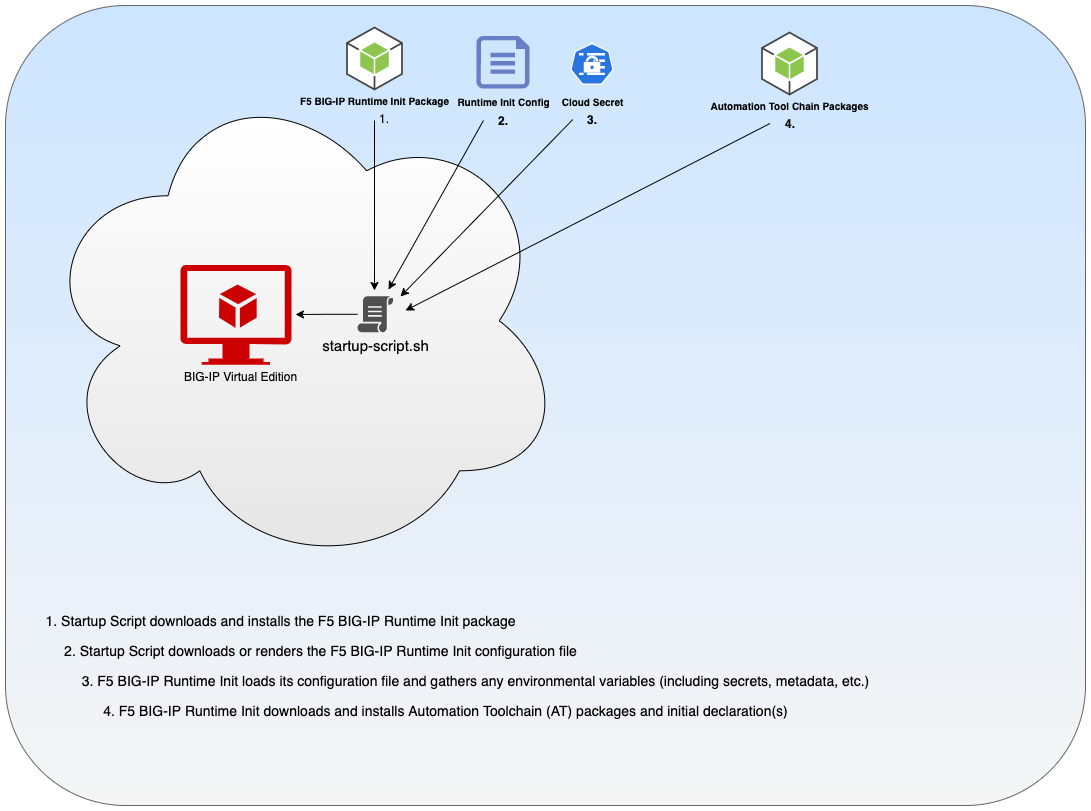 F5 BIG-IP Runtime Init Package
1.
Runtime Init Config
2.
Cloud Secret
3.
Automation Tool Chain Packages
4.
startup-script.sh
BIG-IP Virtual Edition
1. Startup Script downloads and installs the F5 BIG-IP Runtime Init package
2. Startup Script downloads or renders the F5 BIG-IP Runtime Init configuration file
3. F5 BIG-IP Runtime Init loads its configuration file and gathers any environmental variables (including secrets, metadata, etc.)
4. F5 BIG-IP Runtime Init downloads and installs Automation Toolchain (AT) packages and initial declaration(s)